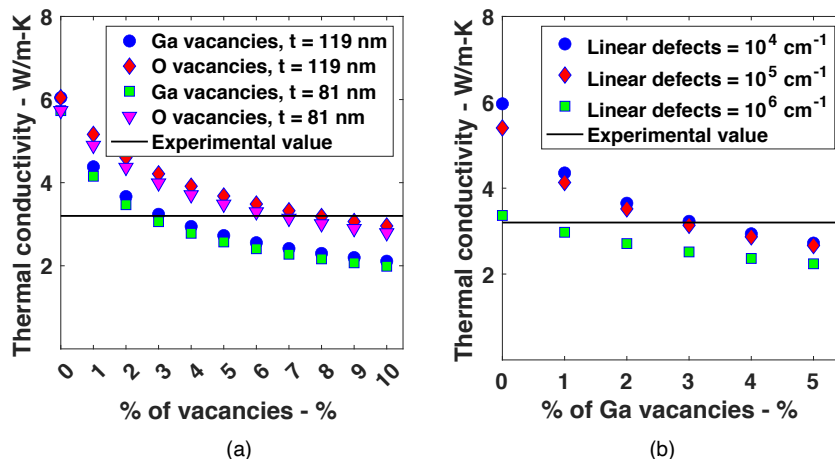 (a)
8
6
4
2
Thermal conductivity - W/m-K
Ga vacancies, t = 119 nm
O vacancies, t = 119 nm
Ga vacancies, t = 81 nm
O vacancies, t = 81 nm
Experimental value
0 1 2 3 4 5 6 7 8 9 10
% of vacancies - %
(a)
(b)
8
6
4
2
Thermal conductivity - W/m-K
Linear defects = 10⁴ cm⁻¹
Linear defects = 10⁵ cm⁻¹
Linear defects = 10⁶ cm⁻¹
Experimental value
0 1 2 3 4 5
% of Ga vacancies - %
(b)